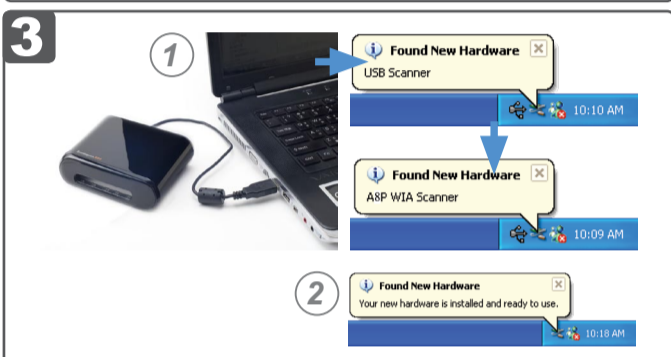 3
1
Found New Hardware
USB Scanner
10:10 AM
Found New Hardware
A8P WIA Scanner
10:09 AM
2
Found New Hardware
Your new hardware is installed and ready to use.
10:18 AM